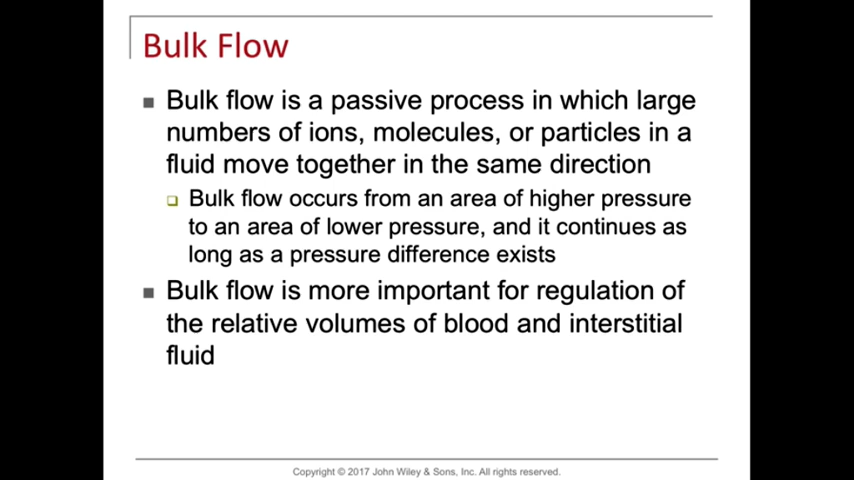 Bulk Flow
Bulk flow is a passive process in which large
numbers of ions, molecules, or particles in a
fluid move together in the same direction
Bulk flow occurs from an area of higher pressure
to an area of lower pressure, and it continues as
long as a pressure difference exists
Bulk flow is more important for regulation of
the relative volumes of blood and interstitial
fluid
Copyright © 2017 John Wiley & Sons, Inc. All rights reserved.